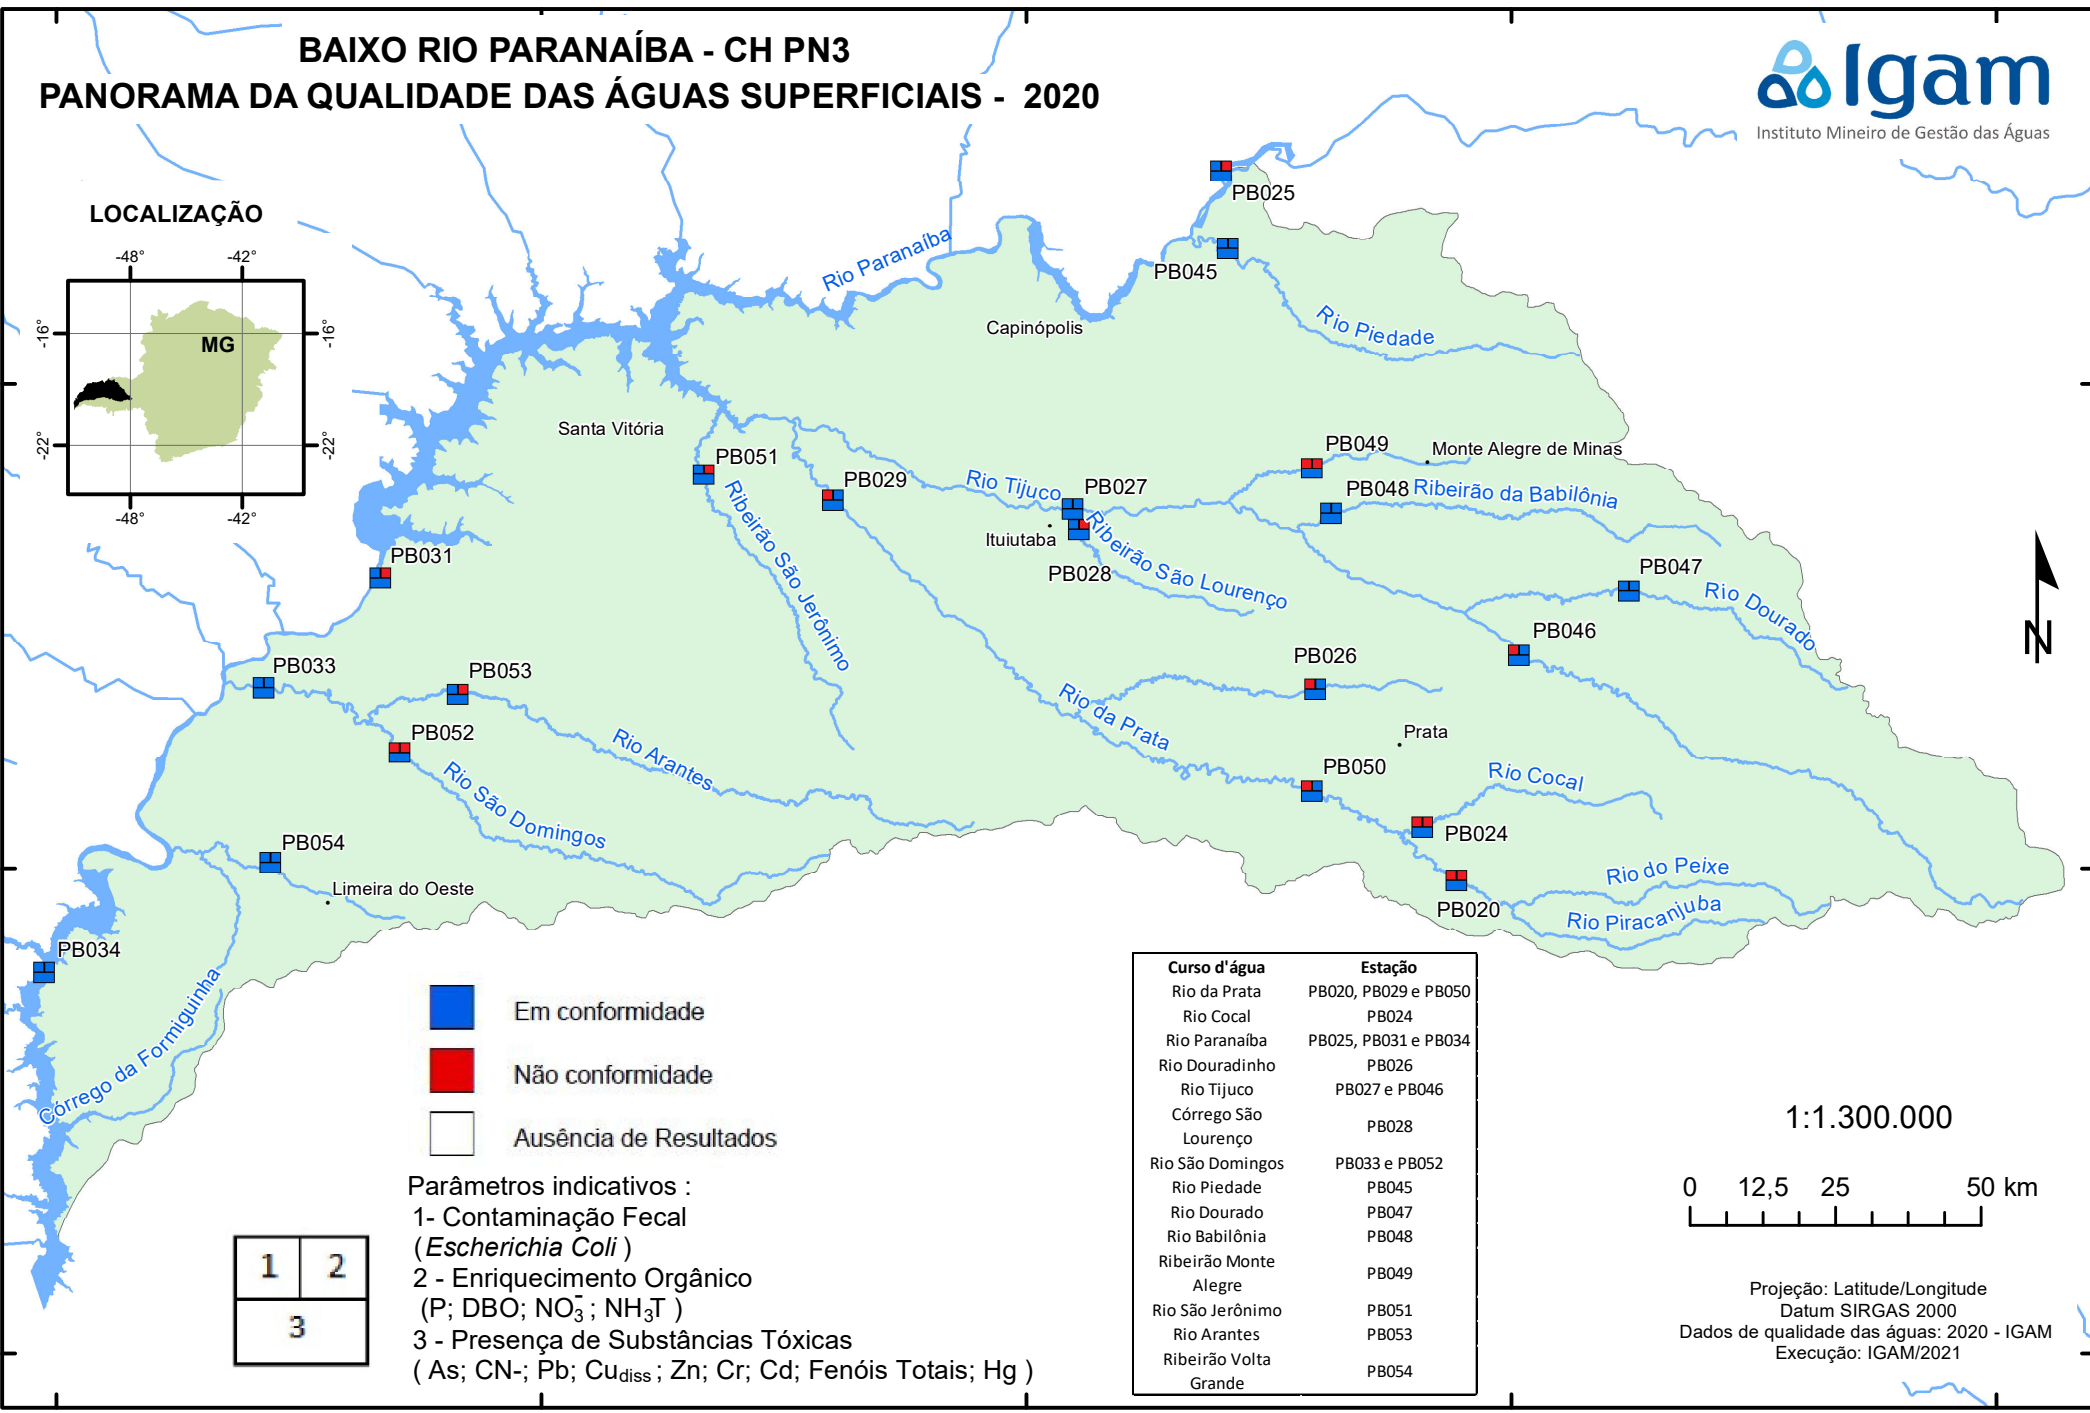 BAIXO RIO PARANAÍBA - CH PN3
PANORAMA DA QUALIDADE DAS ÁGUAS SUPERFICIAIS - 2020
Igam
Instituto Mineiro de Gestão das Águas
LOCALIZAÇÃO
-48° -42°
-16° -16°
MG
-22° -22°
-48° -42°
PB025
Rio Paranaíba
PB045
Capinópolis
Rio Piedade
Santa Vitória
PB051
PB029
Rio Tijuco
PB027
PB049
Monte Alegre de Minas
PB048
Ribeirão da Babilônia
Ituiutaba
Ribeirão São Lourenço
PB028
Ribeirão São Jerônimo
PB031
PB047
Rio Dourado
PB046
PB026
PB033
PB053
PB052
Rio Arantes
Rio São Domingos
Rio da Prata
Prata
PB050
Rio Cocal
PB024
PB054
Limeira do Oeste
Rio do Peixe
PB020
Rio Piracanjuba
PB034
Córrego da Formiguinha
N
Em conformidade
Não conformidade
Ausência de Resultados
Parâmetros indicativos :
1- Contaminação Fecal
(Escherichia Coli )
2 - Enriquecimento Orgânico
(P; DBO; NO₃⁻ ; NH₃T )
3 - Presença de Substâncias Tóxicas
( As; CN-; Pb; Cudiss ; Zn; Cr; Cd; Fenóis Totais; Hg )
1 2
3
Curso d'água Estação
Rio da Prata PB020, PB029 e PB050
Rio Cocal PB024
Rio Paranaíba PB025, PB031 e PB034
Rio Douradinho PB026
Rio Tijuco PB027 e PB046
Córrego São
Lourenço PB028
Rio São Domingos PB033 e PB052
Rio Piedade PB045
Rio Dourado PB047
Rio Babilônia PB048
Ribeirão Monte
Alegre PB049
Rio São Jerônimo PB051
Rio Arantes PB053
Ribeirão Volta
Grande PB054
1:1.300.000
0 12,5 25 50 km
Projeção: Latitude/Longitude
Datum SIRGAS 2000
Dados de qualidade das águas: 2020 - IGAM
Execução: IGAM/2021